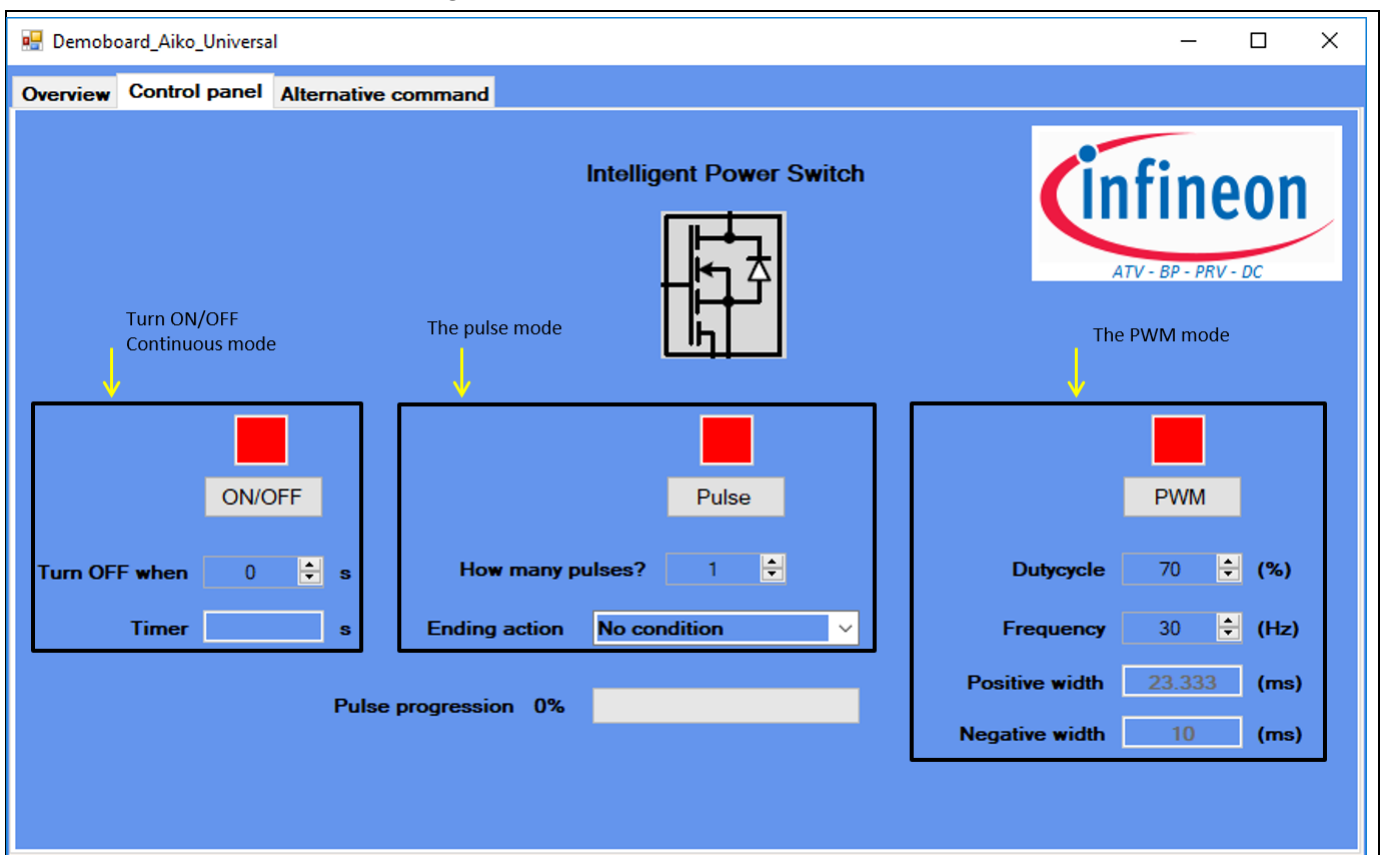 Demoboard_Aiko_Universal
Overview Control panel Alternative command
Intelligent Power Switch
infineon
ATV - BP - PRV - DC
Turn ON/OFF
Continuous mode
The pulse mode
The PWM mode
ON/OFF
Turn OFF when 0 s
Timer s
Pulse
How many pulses? 1
Ending action No condition
Pulse progression 0%
PWM
Dutycycle 70 (%)
Frequency 30 (Hz)
Positive width 23.333 (ms)
Negative width 10 (ms)